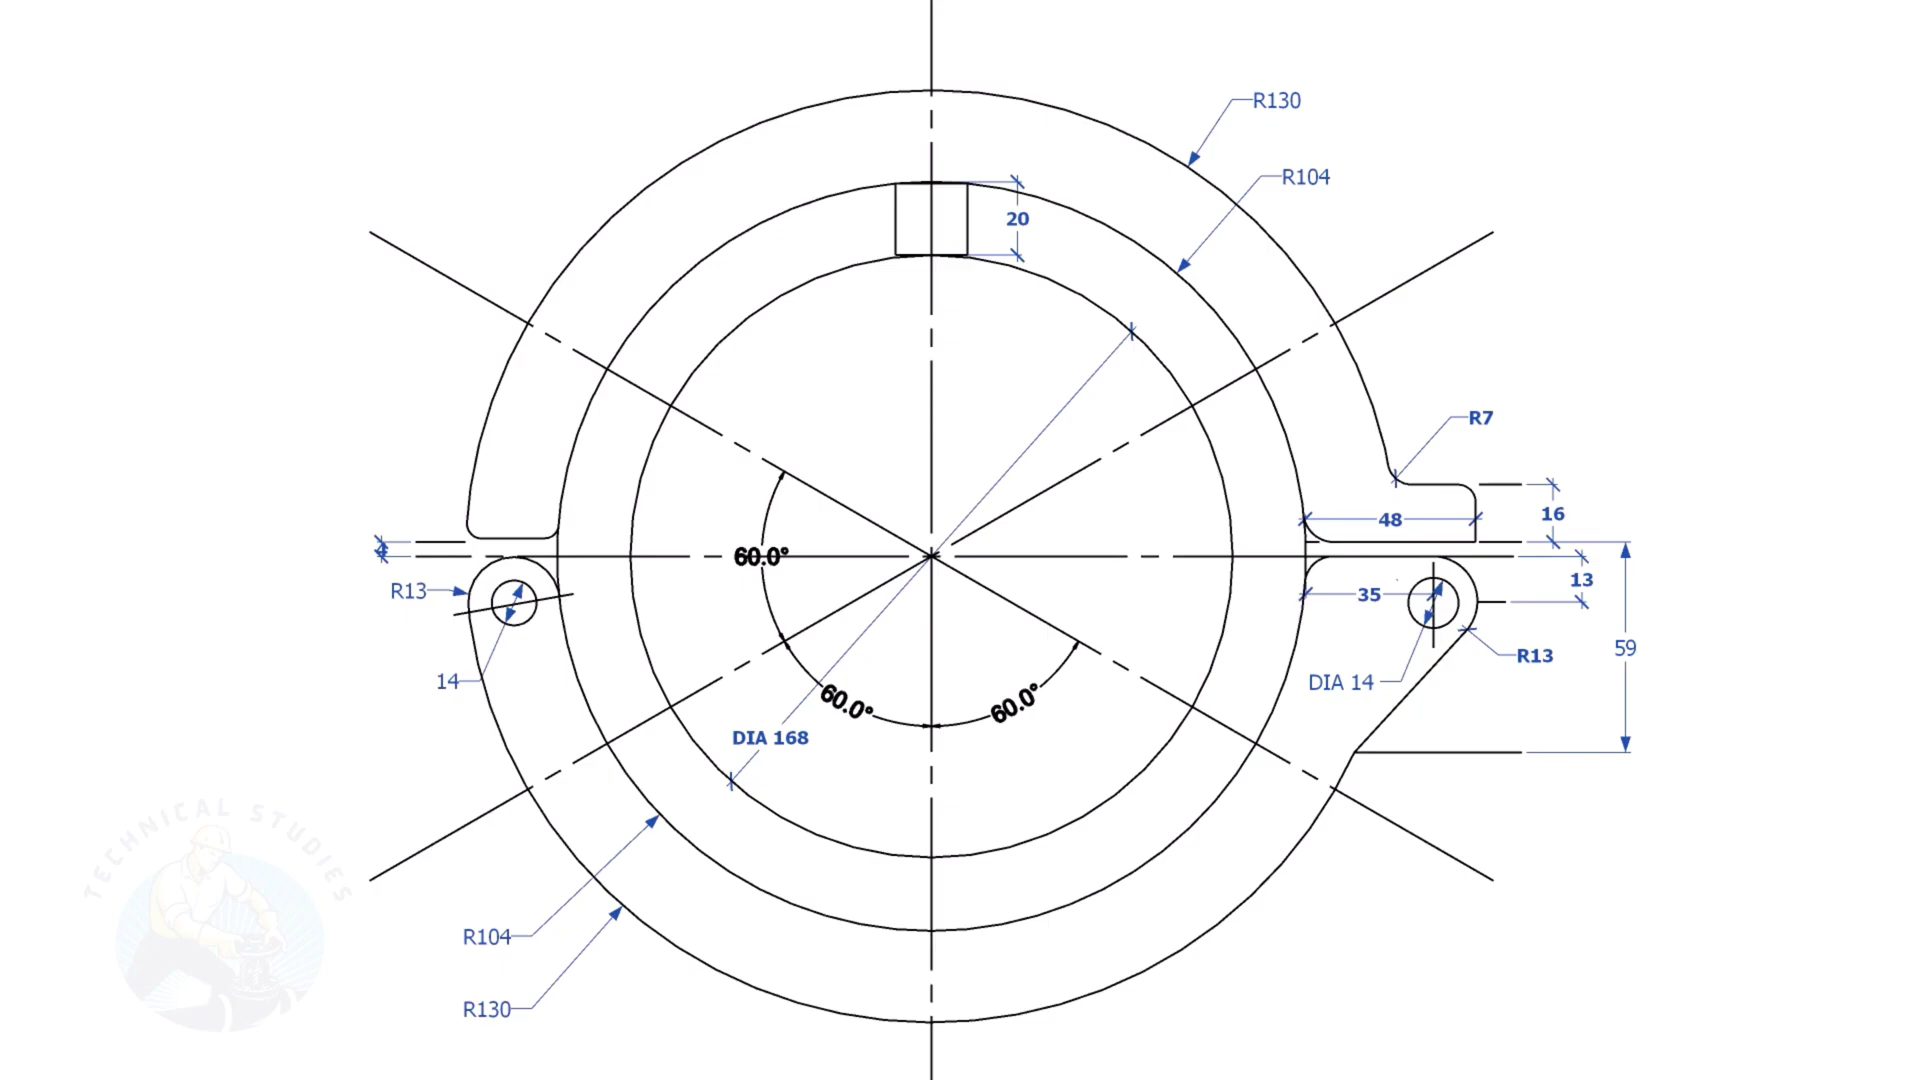 R130
R104
20
R7
16
48
4
60.0°
13
R13
35
59
R13
14
DIA 14
60.0°
60.0°
DIA 168
TECHNICAL STUDIES
R104
R130